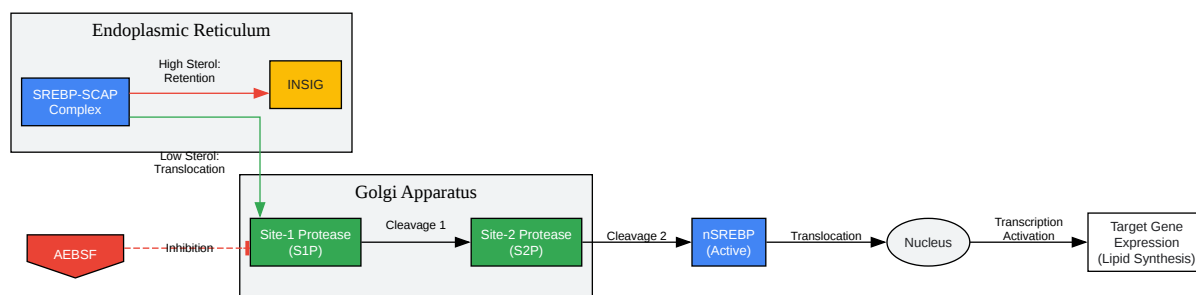 Endoplasmic Reticulum
High Sterol:
Retention
SREBP-SCAP
Complex
INSIG
Low Sterol:
Translocation
Golgi Apparatus
AEBSF
Inhibition
Site-1 Protease
(S1P)
Cleavage 1
Site-2 Protease
(S2P)
Cleavage 2
nSREBP
(Active)
Translocation
Nucleus
Transcription
Activation
Target Gene
Expression
(Lipid Synthesis)